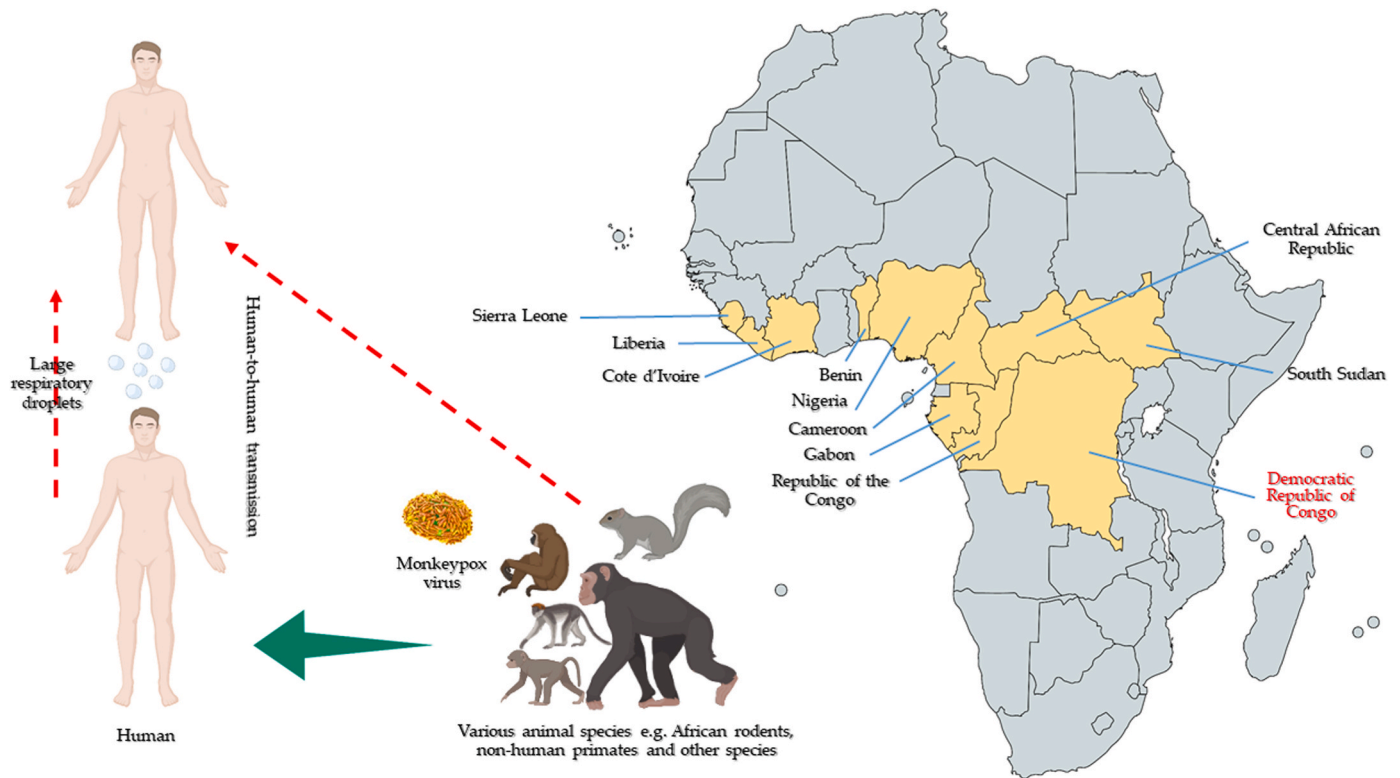 Large
respiratory
droplets
Human-to-human transmission
Human
Monkeypox
virus
Various animal species e.g. African rodents,
non-human primates and other species
Sierra Leone
Liberia
Cote d'Ivoire
Benin
Nigeria
Cameroon
Gabon
Republic of the
Congo
Central African
Republic
South Sudan
Democratic
Republic of
Congo